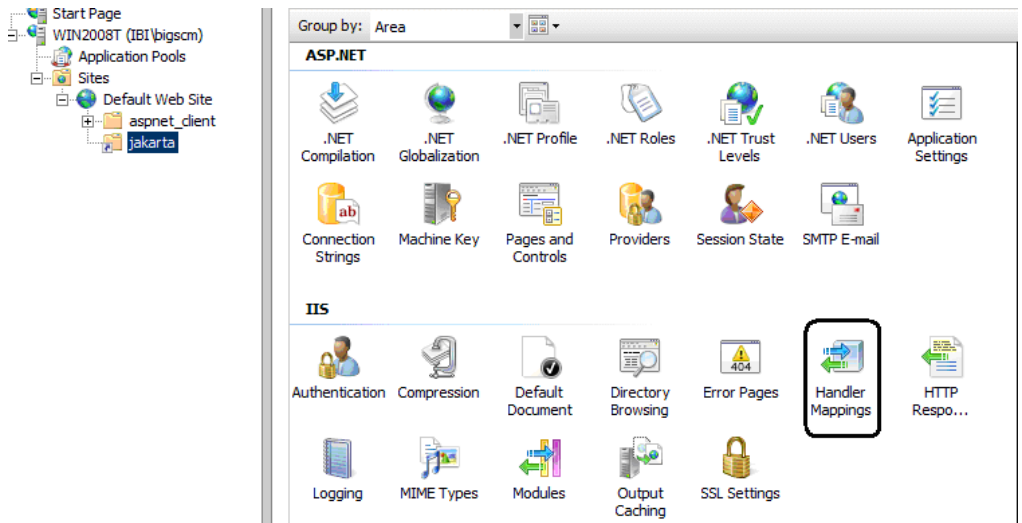 Start Page
WIN2008T (IBI\bigscm)
Application Pools
Sites
Default Web Site
aspnet_client
jakarta
Group by: Area
ASP.NET
.NET Compilation
.NET Globalization
.NET Profile
.NET Roles
.NET Trust Levels
.NET Users
Application Settings
ab
Connection Strings
Machine Key
Pages and Controls
Providers
Session State
SMTP E-mail
IIS
Authentication
Compression
Default Document
Directory Browsing
404
Error Pages
Handler Mappings
HTTP Respo...
Logging
MIME Types
Modules
Output Caching
SSL Settings